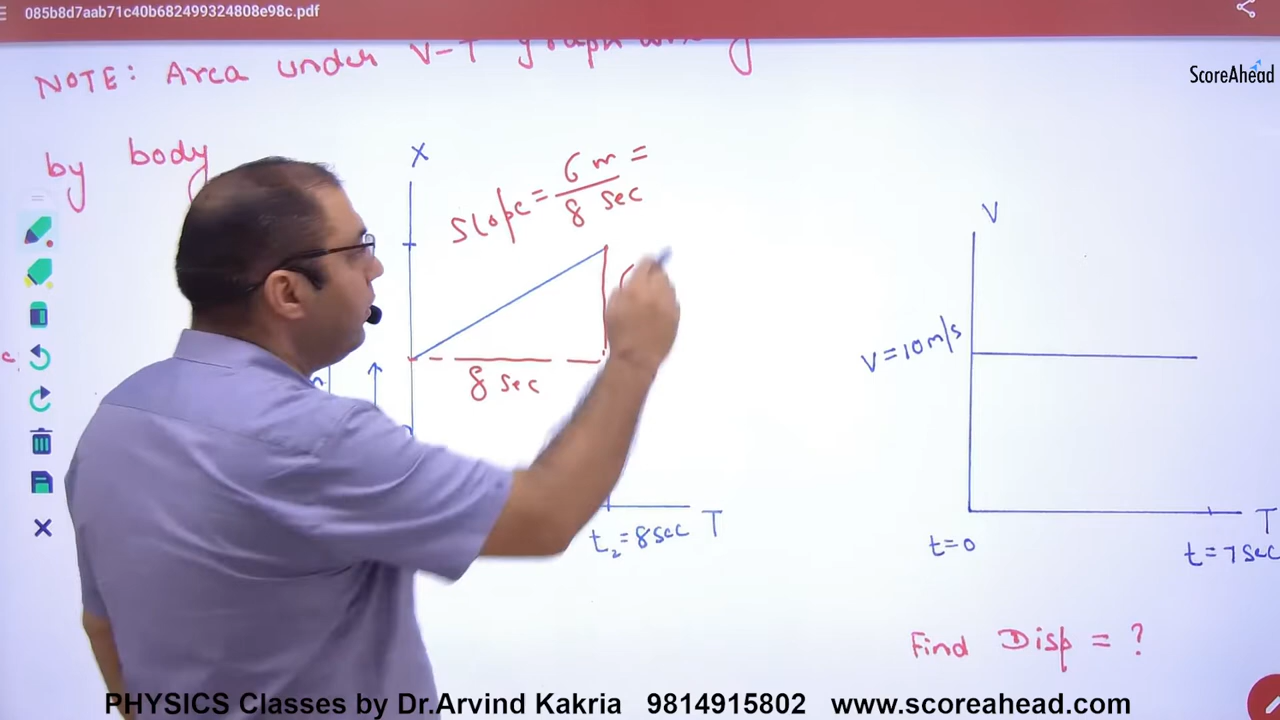 085b8d7aab71c40b682499324808e98c.pdf
ScoreAhead
NOTE: Area under V-T graph
by body
X
slope = 6 m =
8 sec
8 sec
t₂ = 8 sec T
V
V = 10 m/s
T
t = 0
t = 7 sec
Find Disp = ?
PHYSICS Classes by Dr.Arvind Kakria 9814915802 www.scoreahead.com